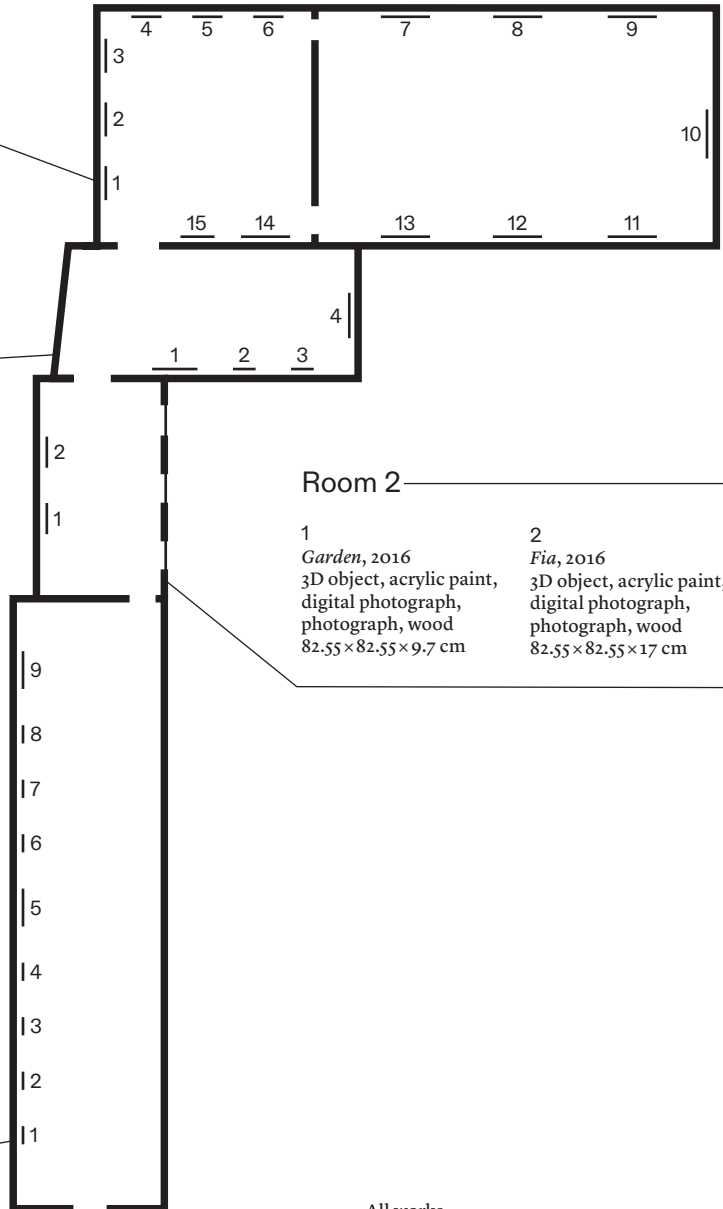 4 5 6 7 8 9
3
2
10
1
15 14 13 12 11
4
1 2 3
2
1
Room 2
1
Garden, 2016
3D object, acrylic paint,
digital photograph,
photograph, wood
82.55×82.55×9.7 cm
2
Fia, 2016
3D object, acrylic paint,
digital photograph,
photograph, wood
82.55×82.55×17 cm
9
8
7
6
5
4
3
2
1
All works